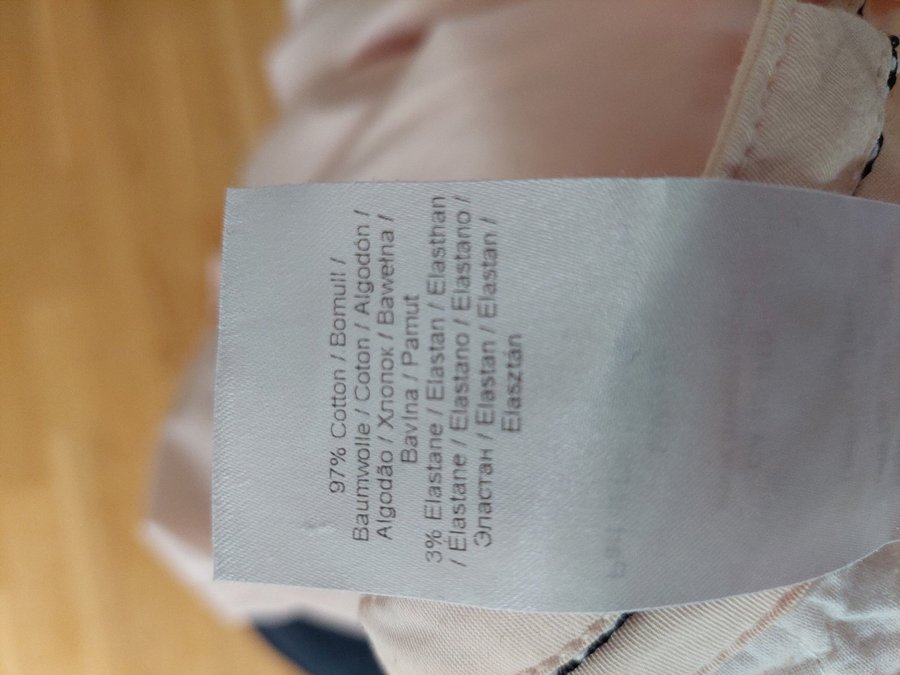 97% Cotton / Bomull /
Baumwolle / Coton / Algodón /
Algodão / Хлопок / Bawełna /
Bavlna / Pamut
3% Elastane / Elastan / Elasthan
/ Élastane / Elastano / Elastano /
Эластан / Elastan / Elastan /
Elasztán